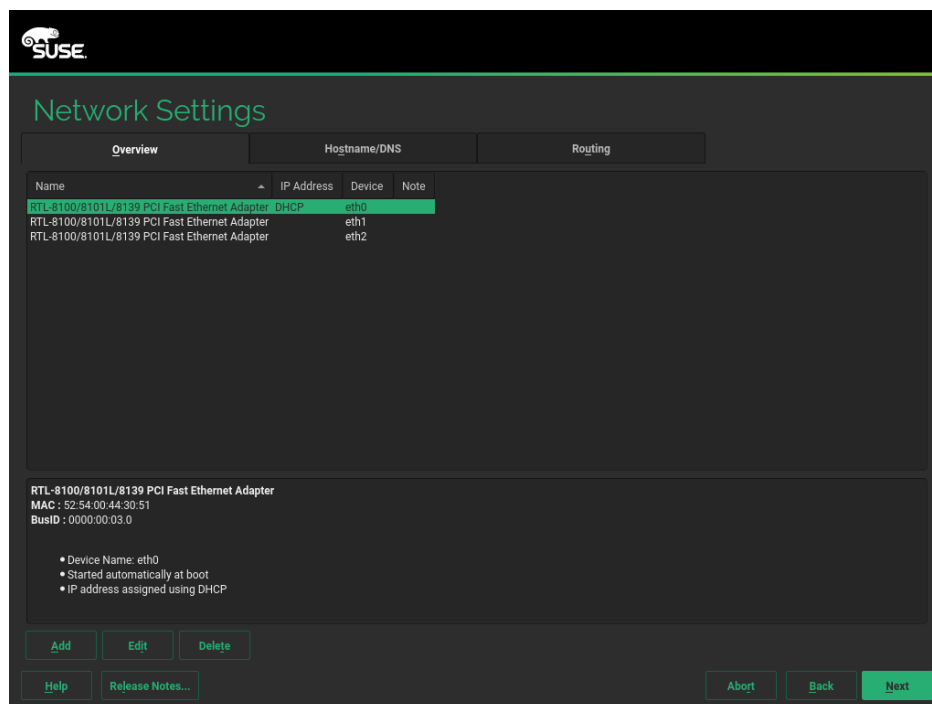 SUSE.
Network Settings
Overview Hostname/DNS Routing
Name IP Address Device Note
RTL-8100/8101L/8139 PCI Fast Ethernet Adapter DHCP eth0
RTL-8100/8101L/8139 PCI Fast Ethernet Adapter eth1
RTL-8100/8101L/8139 PCI Fast Ethernet Adapter eth2
RTL-8100/8101L/8139 PCI Fast Ethernet Adapter
MAC : 52:54:00:44:30:51
BusID : 0000:00:03.0
• Device Name: eth0
• Started automatically at boot
• IP address assigned using DHCP
Add Edit Delete
Help Release Notes... Abort Back Next